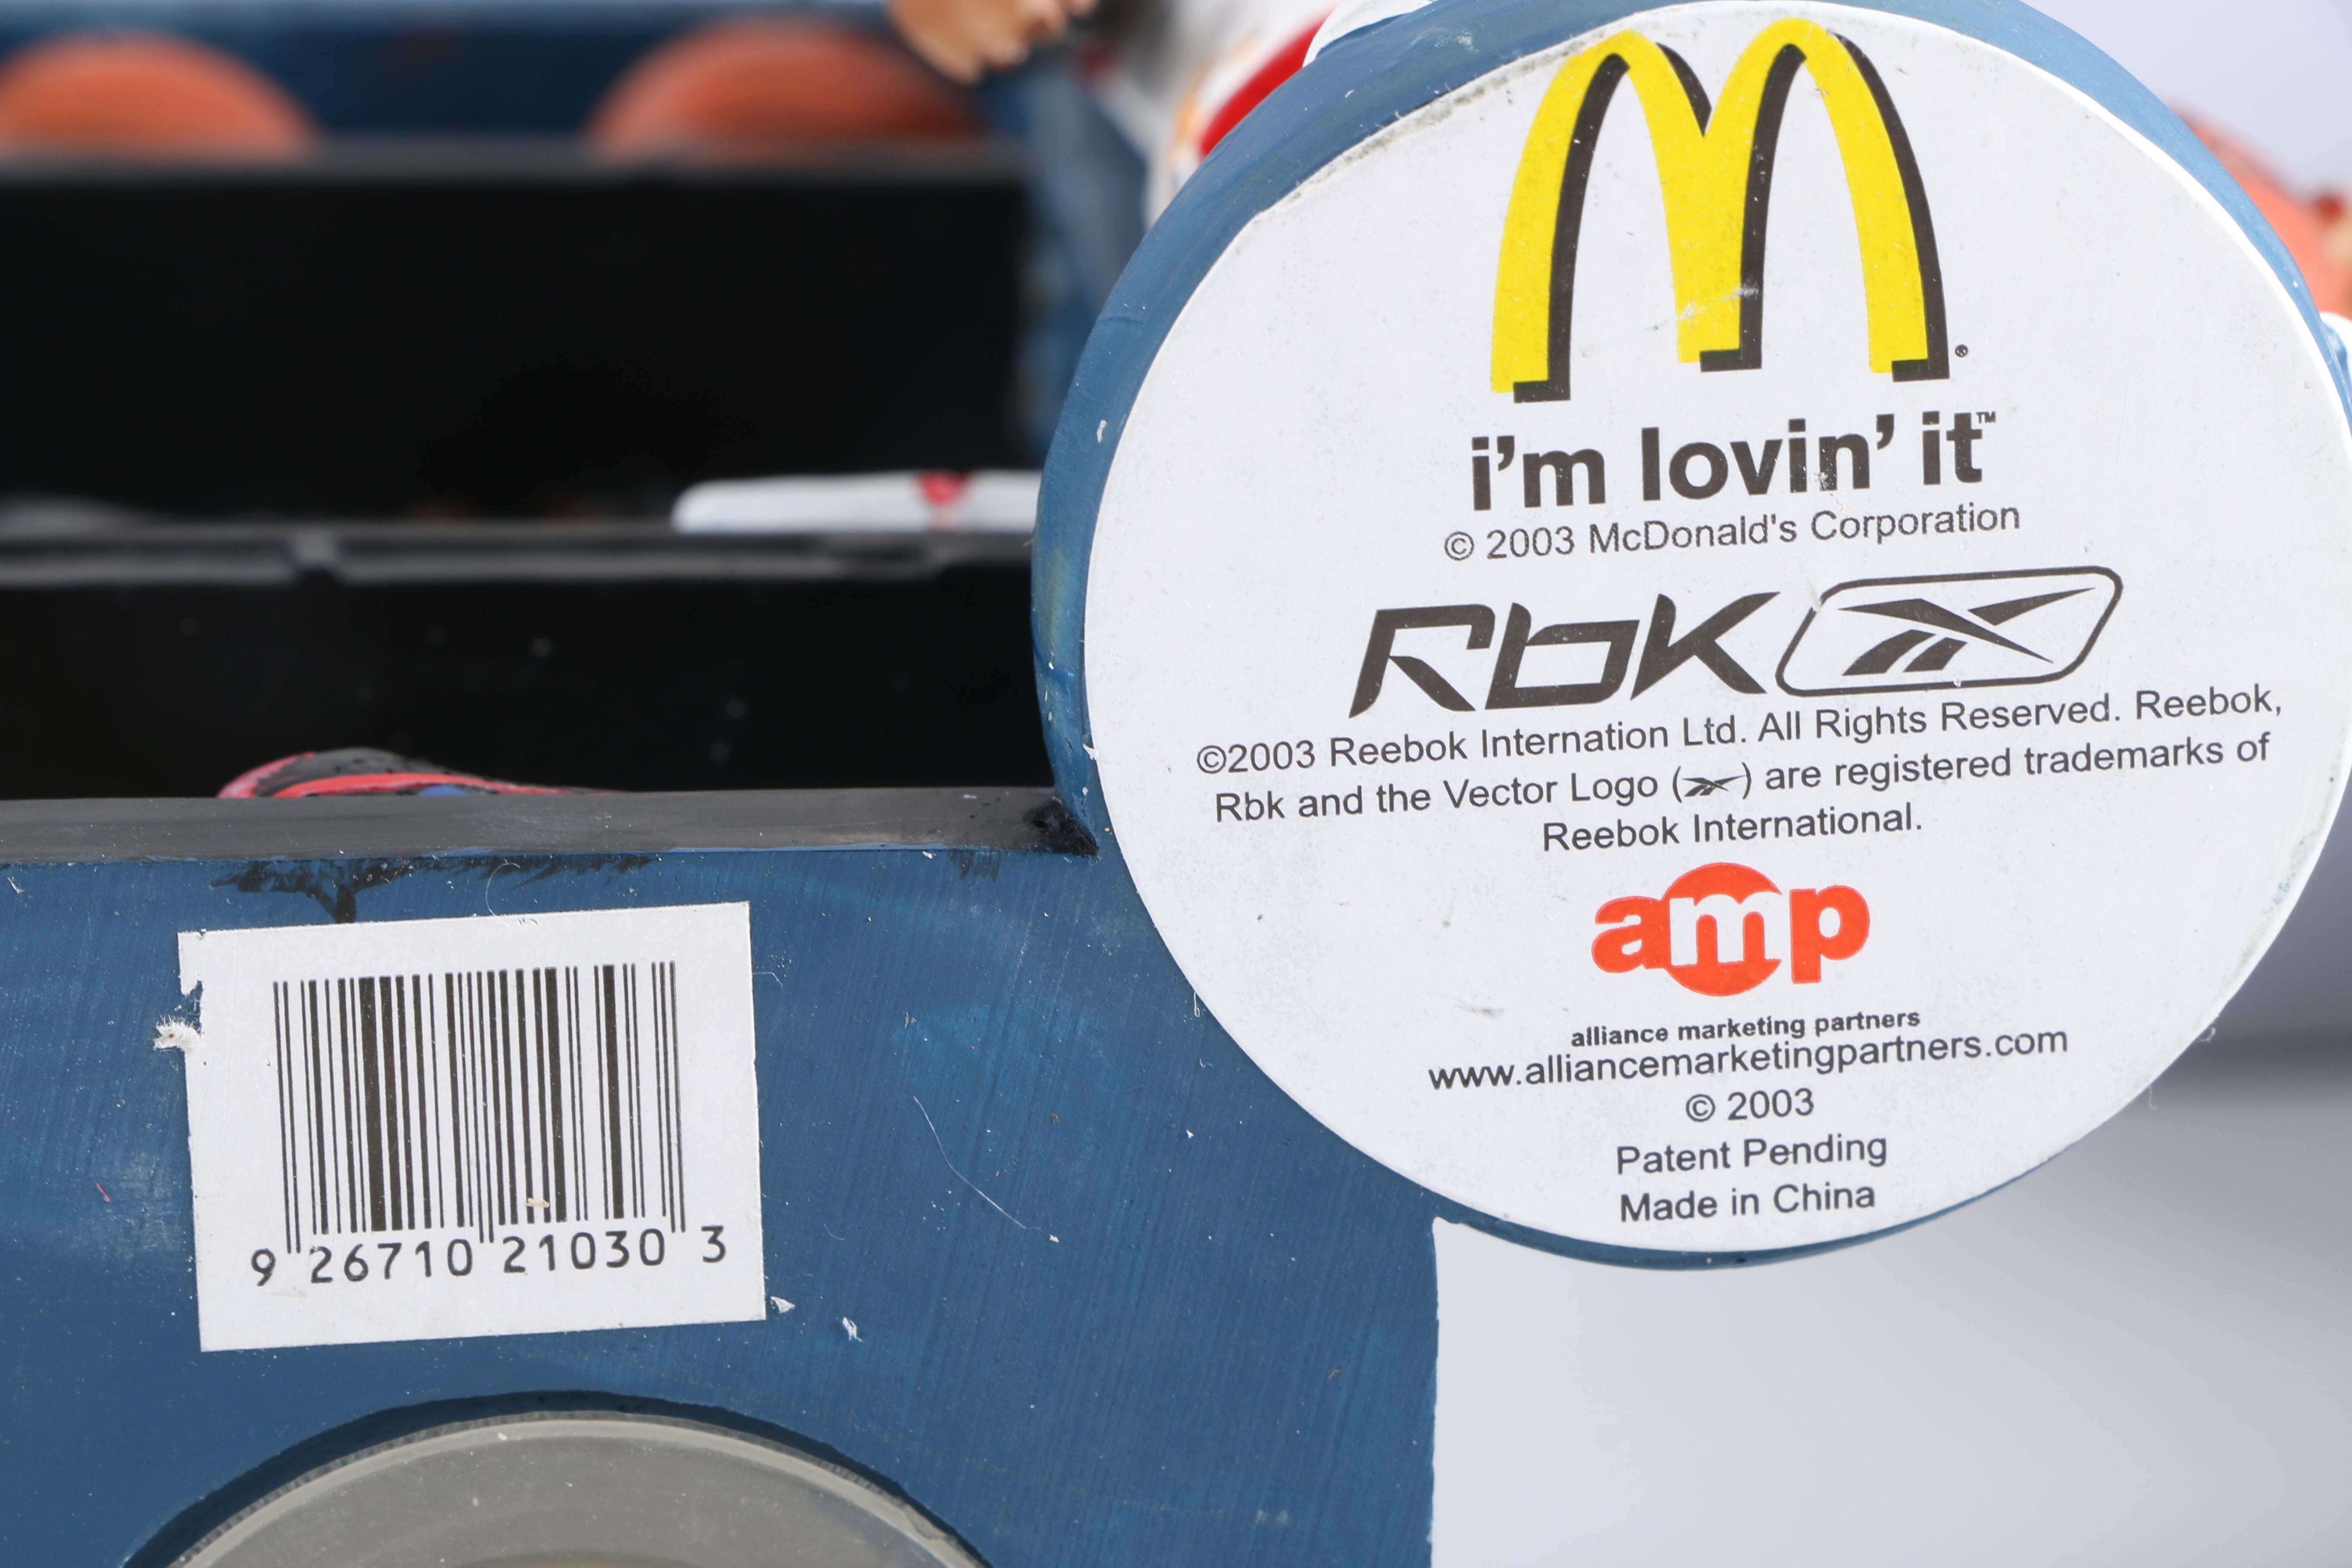 i'm lovin' it™
© 2003 McDonald's Corporation
Rbk
©2003 Reebok Internation Ltd. All Rights Reserved. Reebok,
Rbk and the Vector Logo ( ) are registered trademarks of
Reebok International.
amp
alliance marketing partners
www.alliancemarketingpartners.com
© 2003
Patent Pending
Made in China
9 26710 21030 3